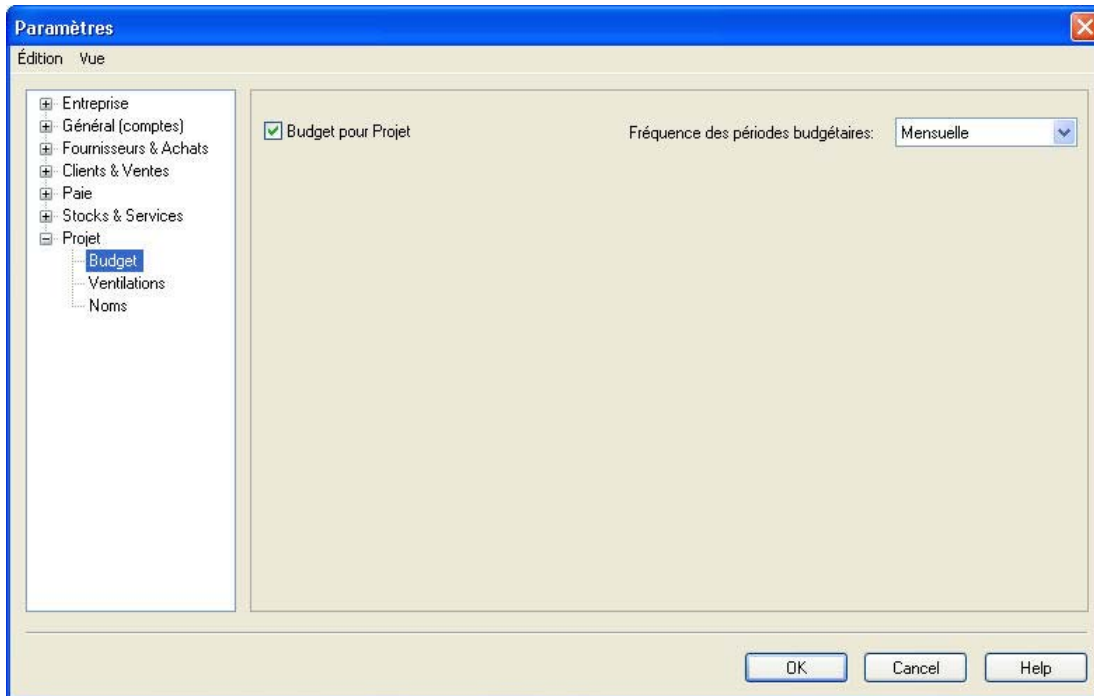 Paramètres
Édition Vue
Entreprise
Général (comptes)
Fournisseurs & Achats
Clients & Ventes
Paie
Stocks & Services
Projet
Budget
Ventilations
Noms
Budget pour Projet
Fréquence des périodes budgétaires: Mensuelle
OK Cancel Help